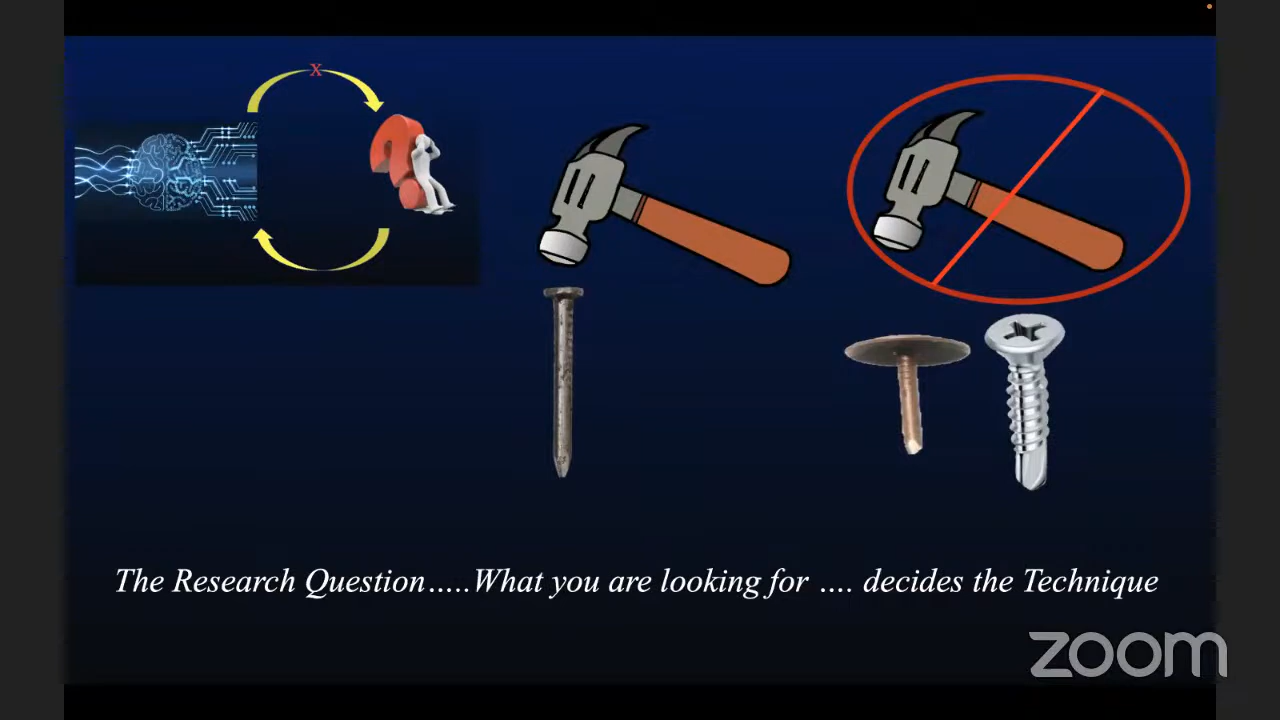 X
The Research Question.....What you are looking for .... decides the Technique
zoom